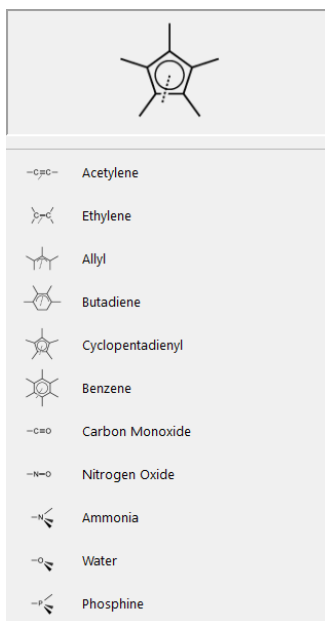 —C≡C— Acetylene
C=C Ethylene
Allyl
Butadiene
Cyclopentadienyl
Benzene
—C≡O Carbon Monoxide
—N=O Nitrogen Oxide
—N Ammonia
—O Water
—P Phosphine